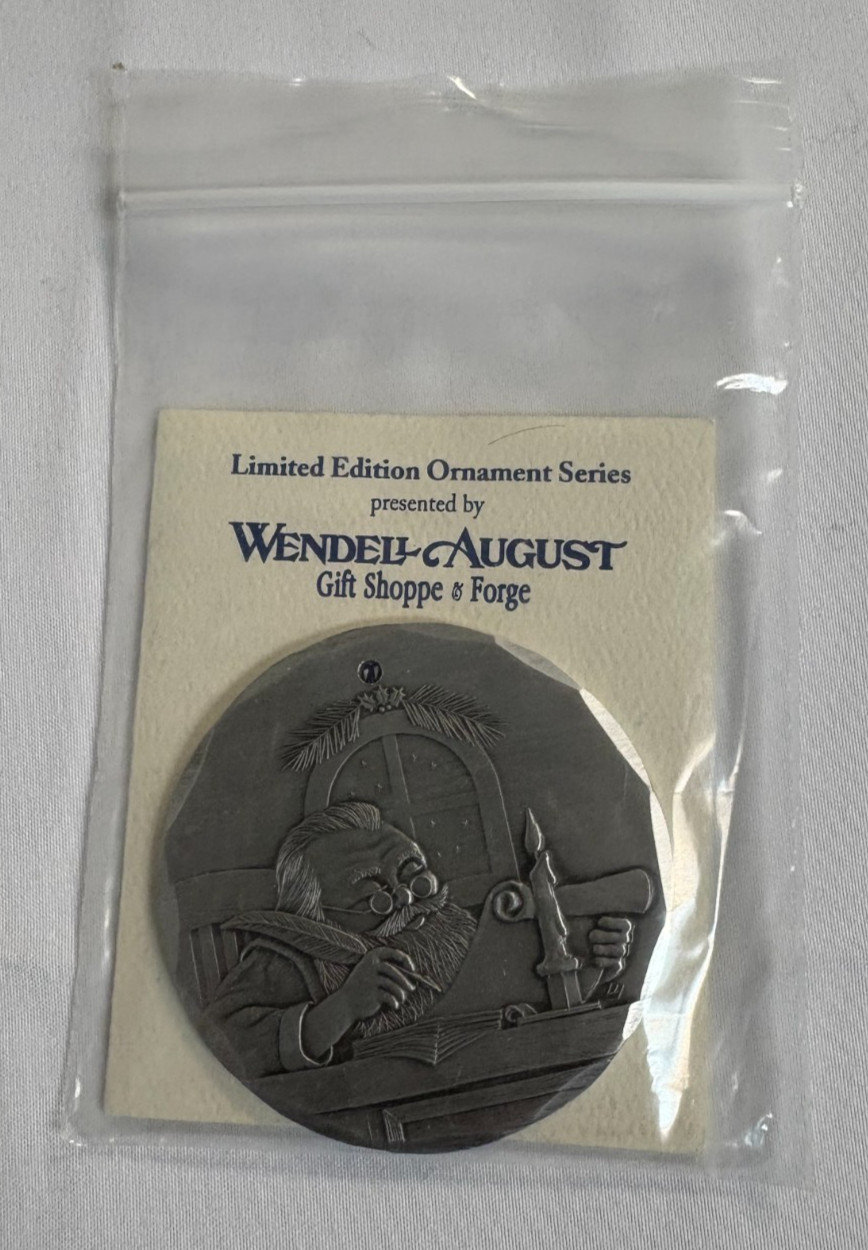 Limited Edition Ornament Series
presented by
WENDELL AUGUST
Gift Shoppe & Forge